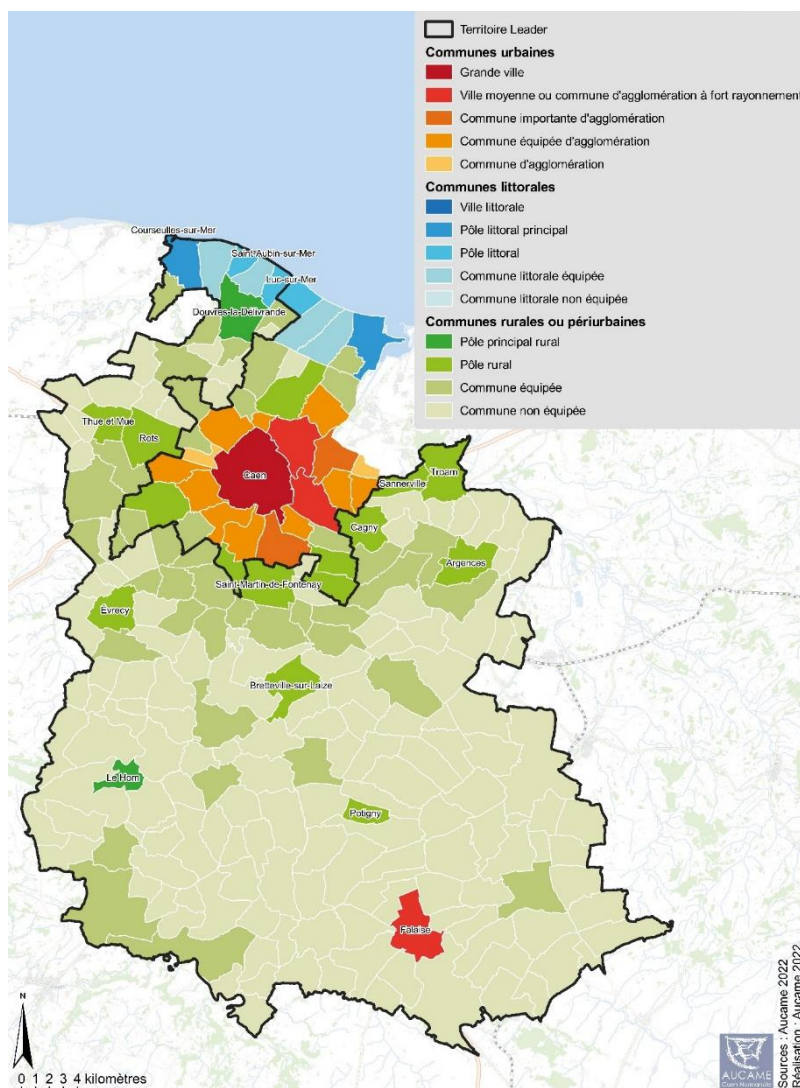 Territoire Leader
Communes urbaines
Grande ville
Ville moyenne ou commune d'agglomération à fort rayonnement
Commune importante d'agglomération
Commune équipée d'agglomération
Commune d'agglomération
Communes littorales
Ville littorale
Pôle littoral principal
Pôle littoral
Commune littorale équipée
Commune littorale non équipée
Communes rurales ou périurbaines
Pôle principal rural
Pôle rural
Commune équipée
Commune non équipée
Courseulles-sur-Mer
Saint-Aubin-sur-Mer
Luc-sur-Mer
Douvres-la-Délivrande
Thue et Mue
Rots
Caen
Troarn
Sannerville
Cagny
Argences
Saint-Martin-de-Fontenay
Évrecy
Bretteville-sur-Laize
Le Hom
Potigny
Falaise
N
0 1 2 3 4 kilomètres
Sources : Aucame 2022
Réalisation : Aucame 2022
AUCAME
Caen Normandie